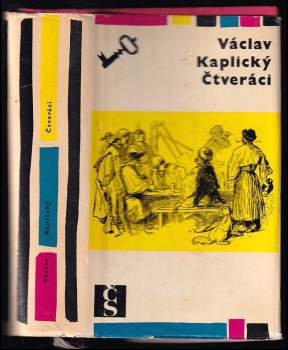 Václav
Kaplický
Čtveráci
ČS
Václav
Kaplický
Čtveráci